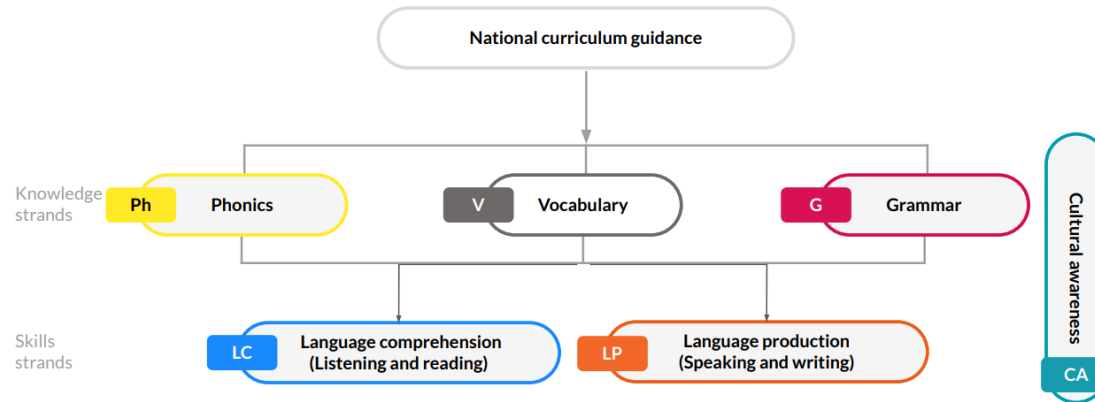 National curriculum guidance
Knowledge
strands
Ph
Phonics
V
Vocabulary
G
Grammar
Cultural awareness
CA
Skills
strands
LC
Language comprehension
(Listening and reading)
LP
Language production
(Speaking and writing)